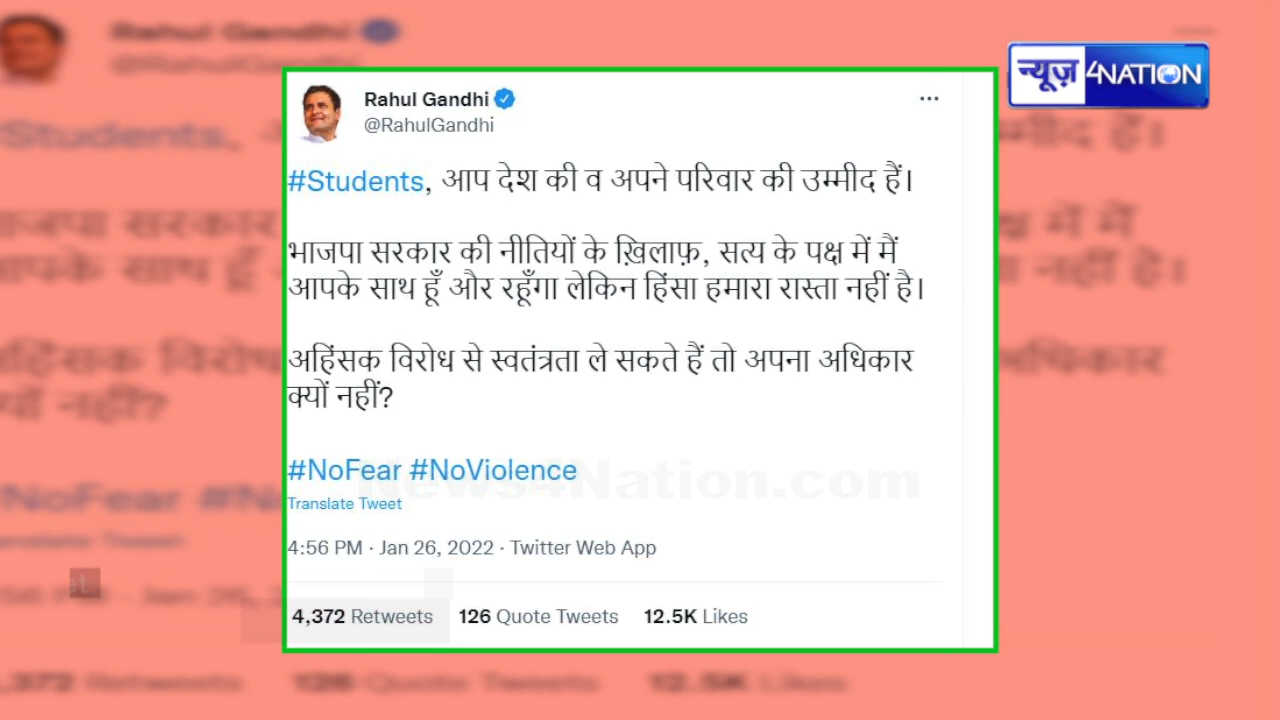 न्यूज़ 4NATION
Rahul Gandhi
@RahulGandhi
#Students, आप देश की व अपने परिवार की उम्मीद हैं।
भाजपा सरकार की नीतियों के ख़िलाफ़, सत्य के पक्ष में मैं
आपके साथ हूँ और रहूँगा लेकिन हिंसा हमारा रास्ता नहीं है।
अहिंसक विरोध से स्वतंत्रता ले सकते हैं तो अपना अधिकार
क्यों नहीं?
#NoFear #NoViolence
News4Nation.com
Translate Tweet
4:56 PM · Jan 26, 2022 · Twitter Web App
4,372 Retweets 126 Quote Tweets 12.5K Likes